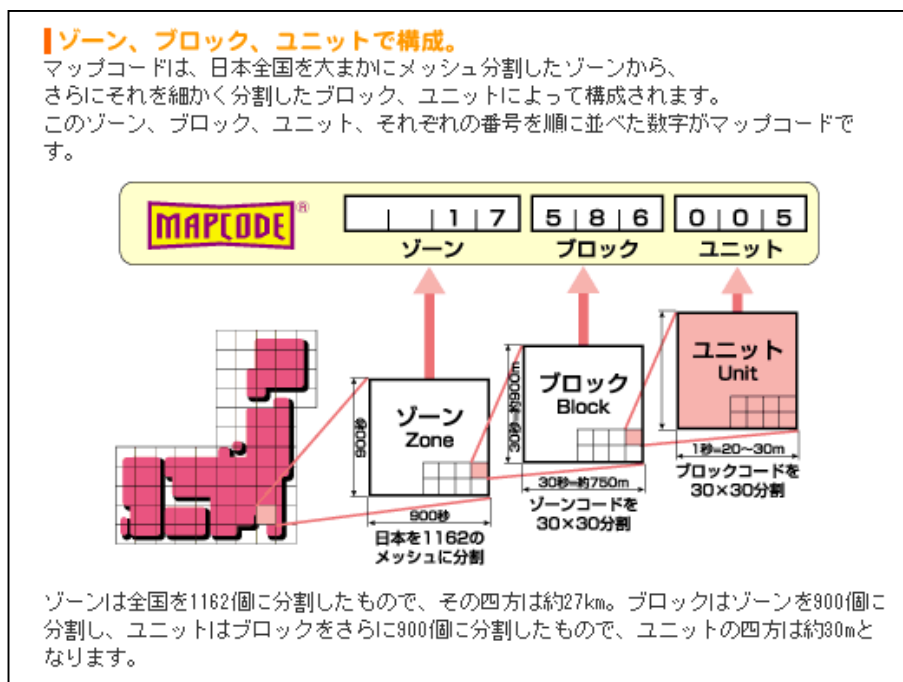 ゾーン、ブロック、ユニットで構成。
マップコードは、日本全国を大まかにメッシュ分割したゾーンから、
さらにそれを細かく分割したブロック、ユニットによって構成されます。
このゾーン、ブロック、ユニット、それぞれの番号を順に並べた数字がマップコードで
す。
MAPCODE®
1 7
5 8 6
0 0 5
ゾーン
ブロック
ユニット
ゾーン
Zone
900秒
900秒
日本を1162の
メッシュに分割
ブロック
Block
30秒=約900m
30秒=約750m
ゾーンコードを
30×30分割
ユニット
Unit
1秒=20~30m
ブロックコードを
30×30分割
ゾーンは全国を1162個に分割したもので、その四方は約27km。ブロックはゾーンを900個に
分割し、ユニットはブロックをさらに900個に分割したもので、ユニットの四方は約30mと
なります。